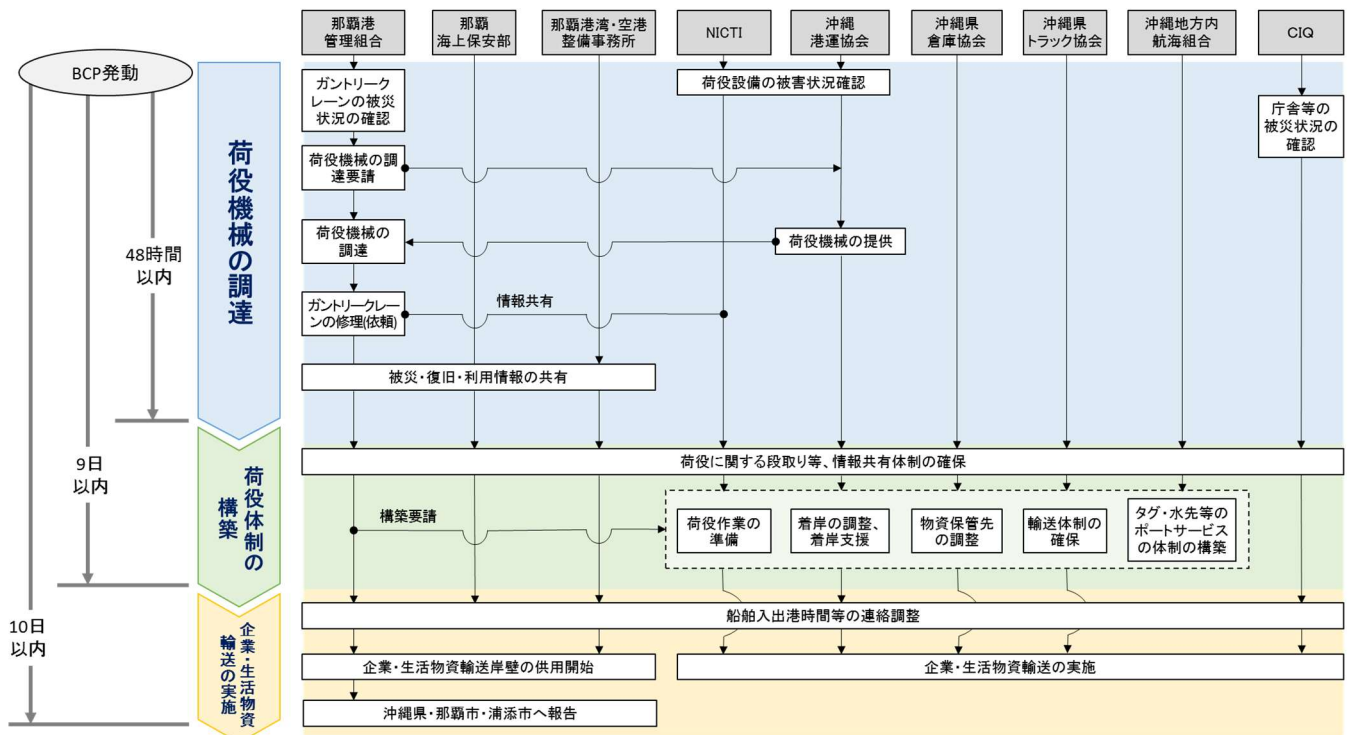 那覇港
管理組合
那覇
海上保安部
那覇港湾・空港
整備事務所
NICTI
沖縄
港運協会
沖縄県
倉庫協会
沖縄県
トラック協会
沖縄地方内
航海組合
CIQ
BCP発動
48時間
以内
9日
以内
10日
以内
荷役機械の調達
ガントリーク
レーンの被災
状況の確認
荷役設備の被害状況確認
庁舎等の
被災状況の
確認
荷役機械の調
達要請
荷役機械の
調達
荷役機械の提供
ガントリークレー
ンの修理(依頼)
情報共有
被災・復旧・利用情報の共有
荷役体制の
構築
荷役に関する段取り等、情報共有体制の確保
構築要請
荷役作業の
準備
着岸の調整、
着岸支援
物資保管先
の調整
輸送体制の
確保
タグ・水先等の
ポートサービス
の体制の構築
企業・生活物資
輸送の実施
船舶入出港時間等の連絡調整
企業・生活物資輸送岸壁の供用開始
企業・生活物資輸送の実施
沖縄県・那覇市・浦添市へ報告